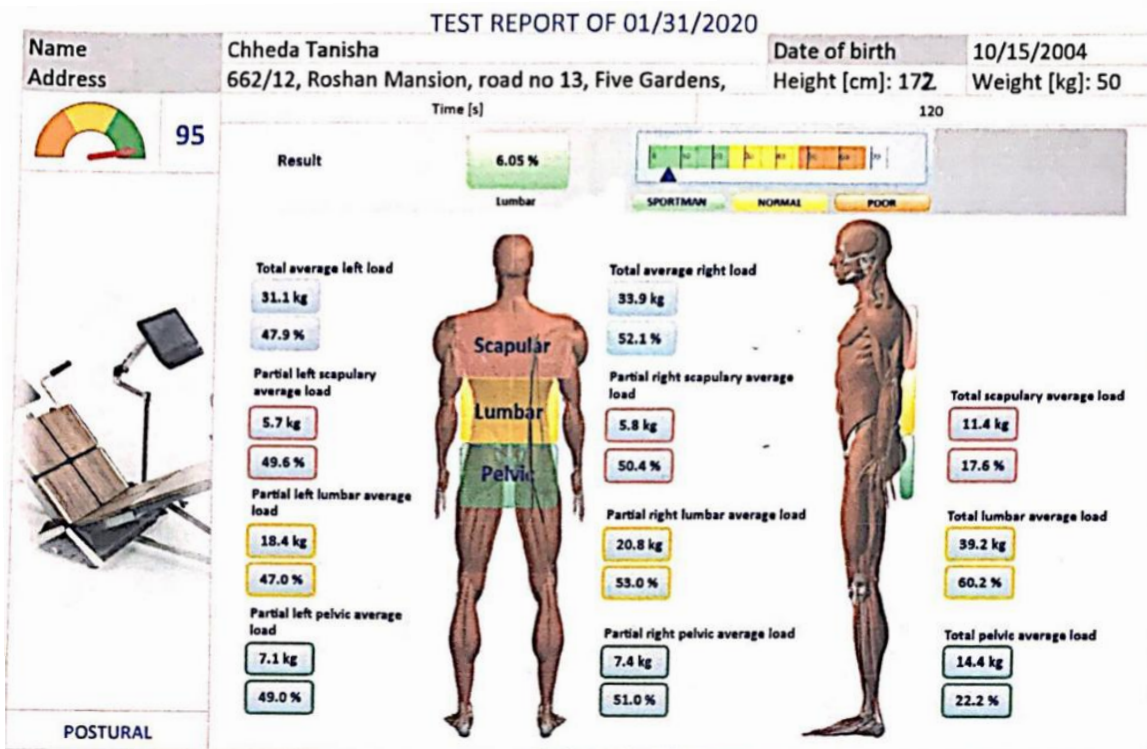 TEST REPORT OF 01/31/2020
Name Chheda Tanisha Date of birth 10/15/2004
Address 662/12, Roshan Mansion, road no 13, Five Gardens, Height [cm]: 172 Weight [kg]: 50
Time [s] 120
95
Result 6.05 %
Lumbar
SPORTMAN NORMAL POOR
Total average left load
31.1 kg
47.9 %
Total average right load
33.9 kg
52.1 %
Scapular
Lumbar
Pelvic
Partial left scapulary
average load
5.7 kg
49.6 %
Partial right scapulary average
load
5.8 kg
50.4 %
Total scapulary average load
11.4 kg
17.6 %
Partial left lumbar average
load
18.4 kg
47.0 %
Partial right lumbar average load
20.8 kg
53.0 %
Total lumbar average load
39.2 kg
60.2 %
Partial left pelvic average
load
7.1 kg
49.0 %
Partial right pelvic average load
7.4 kg
51.0 %
Total pelvic average load
14.4 kg
22.2 %
POSTURAL